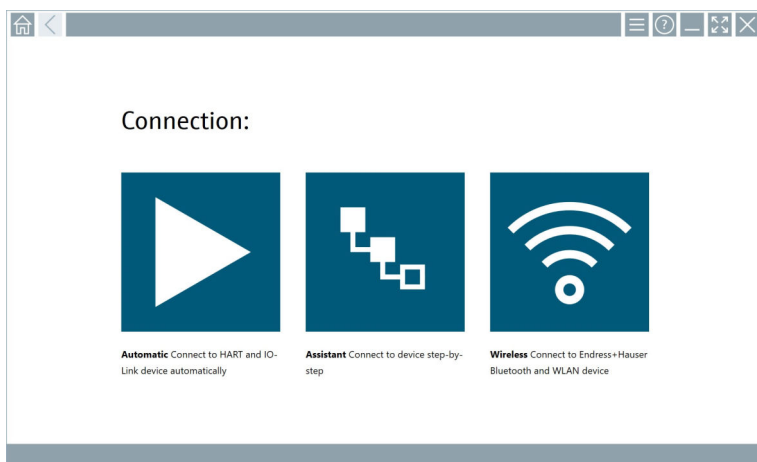 Connection:
Automatic Connect to HART and IO-
Link device automatically
Assistant Connect to device step-by-
step
Wireless Connect to Endress+Hauser
Bluetooth and WLAN device